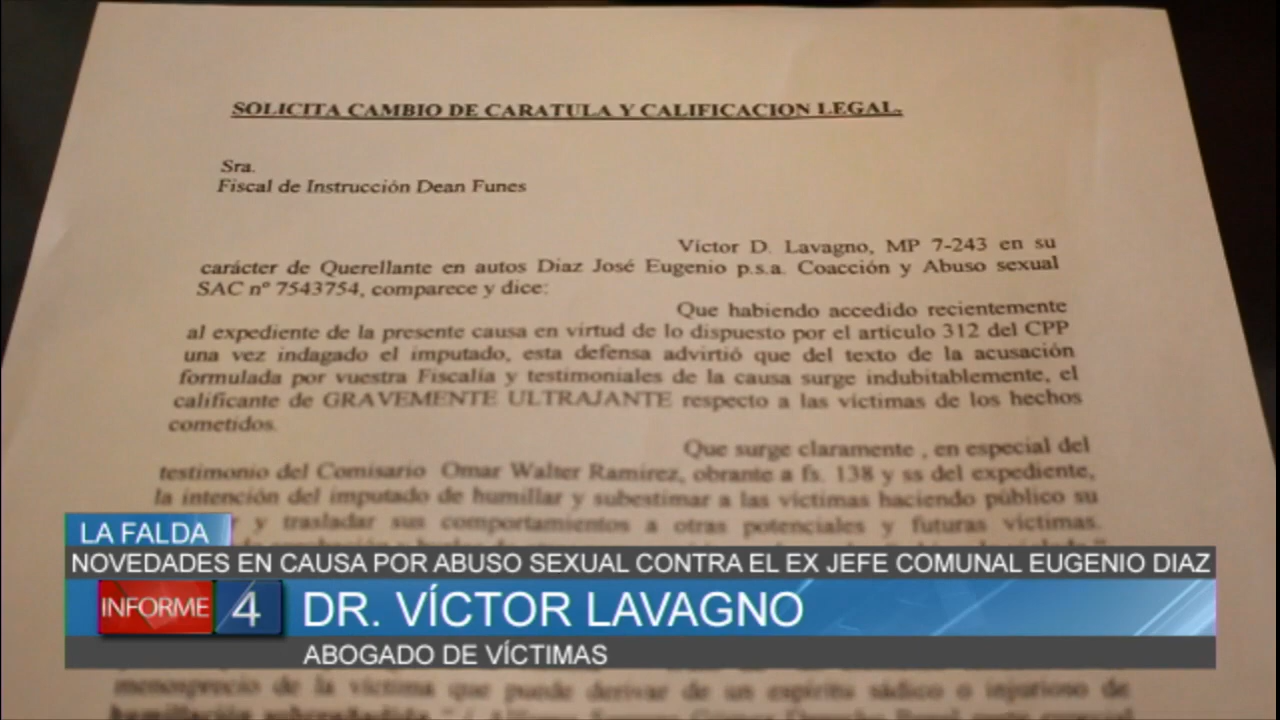 SOLICITA CAMBIO DE CARATULA Y CALIFICACION LEGAL.
Sra.
Fiscal de Instrucción Dean Funes
Víctor D. Lavagno, MP 7-243 en su
carácter de Querellante en autos Diaz José Eugenio p.s.a. Coacción y Abuso sexual
SAC nº 7543754, comparece y dice:
Que habiendo accedido recientemente
al expediente de la presente causa en virtud de lo dispuesto por el artículo 312 del CPP
una vez indagado el imputado, esta defensa advirtió que del texto de la acusación
formulada por vuestra Fiscalía y testimoniales de la causa surge indubitablemente, el
calificante de GRAVEMENTE ULTRAJANTE respecto a las víctimas de los hechos
cometidos.
Que surge claramente , en especial del
testimonio del Comisario Omar Walter Ramirez, obrante a fs. 138 y ss del expediente,
la intención del imputado de humillar y subestimar a las víctimas haciendo público su
y trasladar sus comportamientos a otras potenciales y futuras víctimas.
LA FALDA
NOVEDADES EN CAUSA POR ABUSO SEXUAL CONTRA EL EX JEFE COMUNAL EUGENIO DIAZ
INFORME 4
DR. VÍCTOR LAVAGNO
ABOGADO DE VÍCTIMAS
menosprecio de la víctima que puede derivar de un espíritu sádico o injurioso de